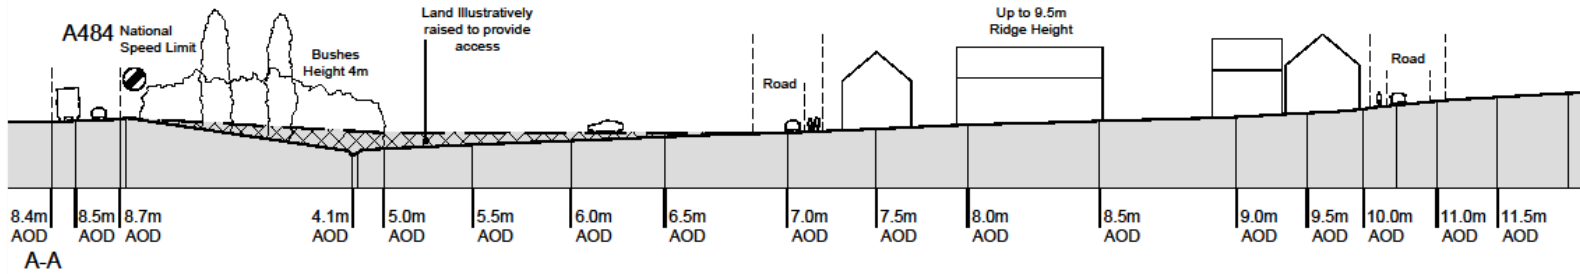 A484
National
Speed Limit
Bushes
Height 4m
Land Illustratively
raised to provide
access
Road
Up to 9.5m
Ridge Height
Road
8.4m
AOD
8.5m
AOD
8.7m
AOD
4.1m
AOD
5.0m
AOD
5.5m
AOD
6.0m
AOD
6.5m
AOD
7.0m
AOD
7.5m
AOD
8.0m
AOD
8.5m
AOD
9.0m
AOD
9.5m
AOD
10.0m
AOD
11.0m
AOD
11.5m
AOD
A-A